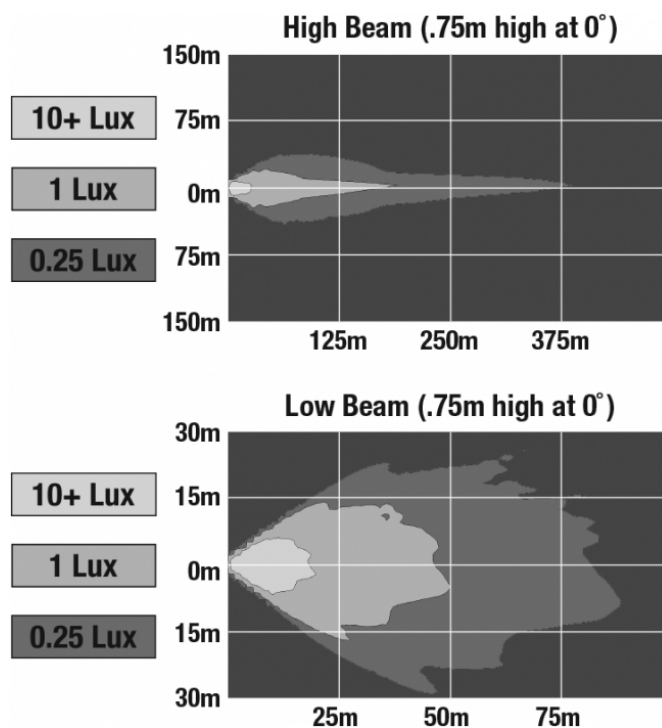 High Beam (.75m high at 0°)
150m
75m
0m
75m
150m
10+ Lux
1 Lux
0.25 Lux
125m 250m 375m
Low Beam (.75m high at 0°)
30m
15m
0m
15m
30m
10+ Lux
1 Lux
0.25 Lux
25m 50m 75m